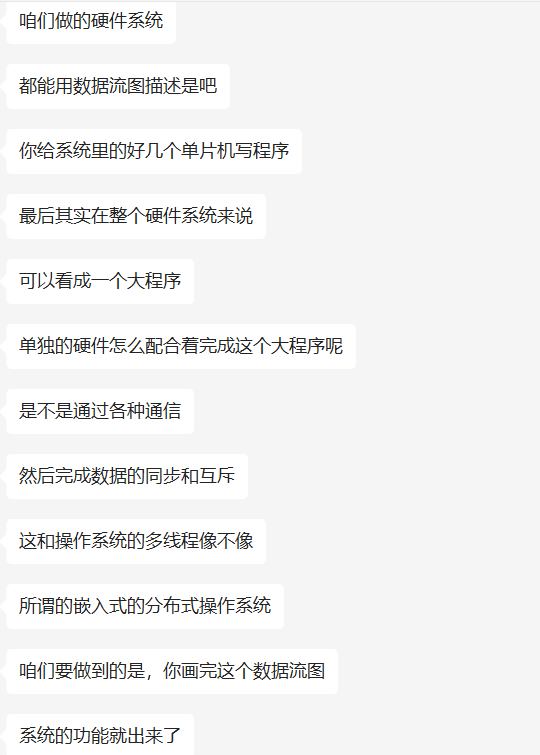 咱们做的硬件系统
都能用数据流图描述是吧
你给系统里的好几个单片机写程序
最后其实在整个硬件系统来说
可以看成一个大程序
单独的硬件怎么配合着完成这个大程序呢
是不是通过各种通信
然后完成数据的同步和互斥
这和操作系统的多线程像不像
所谓的嵌入式的分布式操作系统
咱们要做到的是，你画完这个数据流图
系统的功能就出来了